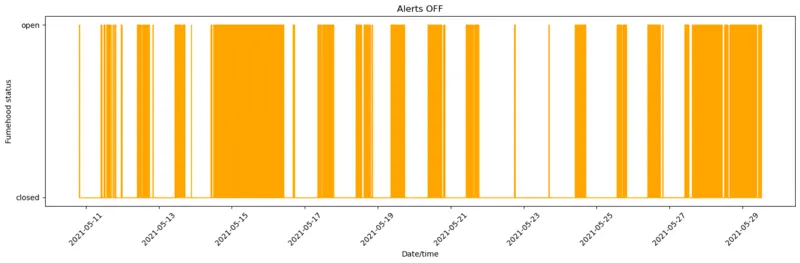 Alerts OFF
open
Fumehood status
closed
2021-05-11
2021-05-13
2021-05-15
2021-05-17
2021-05-19
2021-05-21
2021-05-23
2021-05-25
2021-05-27
2021-05-29
Date/time